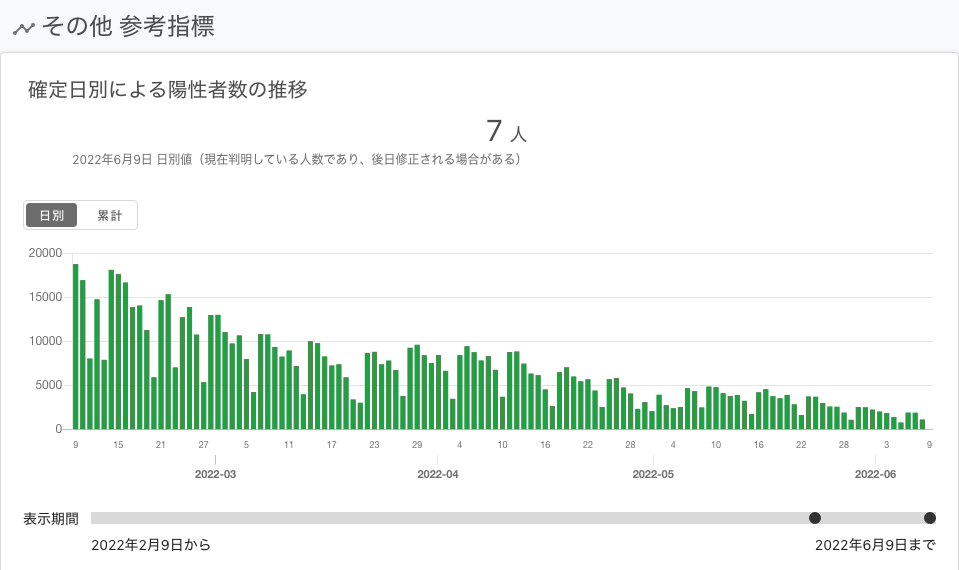 その他 参考指標
確定日別による陽性者数の推移
7 人
2022年6月9日 日別値（現在判明している人数であり、後日修正される場合がある）
日別 累計
20000
15000
10000
5000
0
9 15 21 27 5 11 17 23 29 4 10 16 22 28 4 10 16 22 28 3 9
2022-03 2022-04 2022-05 2022-06
表示期間
2022年2月9日から 2022年6月9日まで